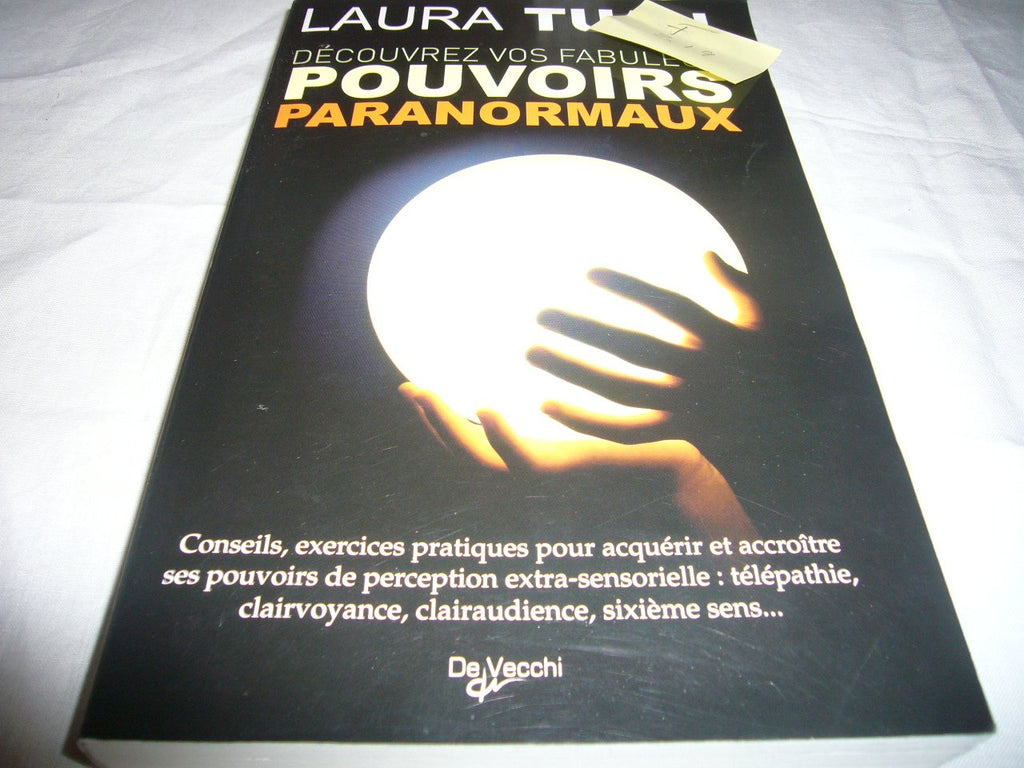 LAURA
DÉCOUVREZ VOS
POUVOIRS
PARANORMAUX
Conseils, exercices pratiques pour acquérir et accroître
ses pouvoirs de perception extra-sensorielle : télépathie,
clairvoyance, clairaudience, sixième sens...
De Vecchi